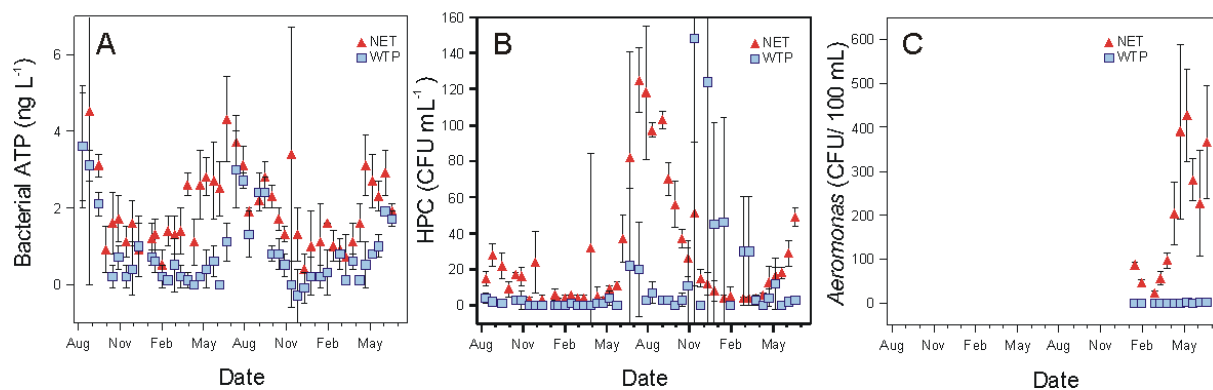 A
NET
WTP
Bacterial ATP (ng L-1)
6
4
2
0
Aug Nov Feb May Aug Nov Feb May
Date
B
NET
WTP
HPC (CFU mL-1)
160
140
120
100
80
60
40
20
0
Aug Nov Feb May Aug Nov Feb May
Date
C
NET
WTP
Aeromonas (CFU/ 100 mL)
600
500
400
300
200
100
0
Aug Nov Feb May Aug Nov Feb May
Date